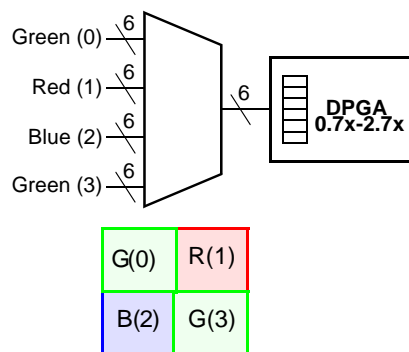 Green (0) 6
Red (1) 6
Blue (2) 6
Green (3) 6
6
DPGA
0.7x-2.7x
G(0) R(1)
B(2) G(3)